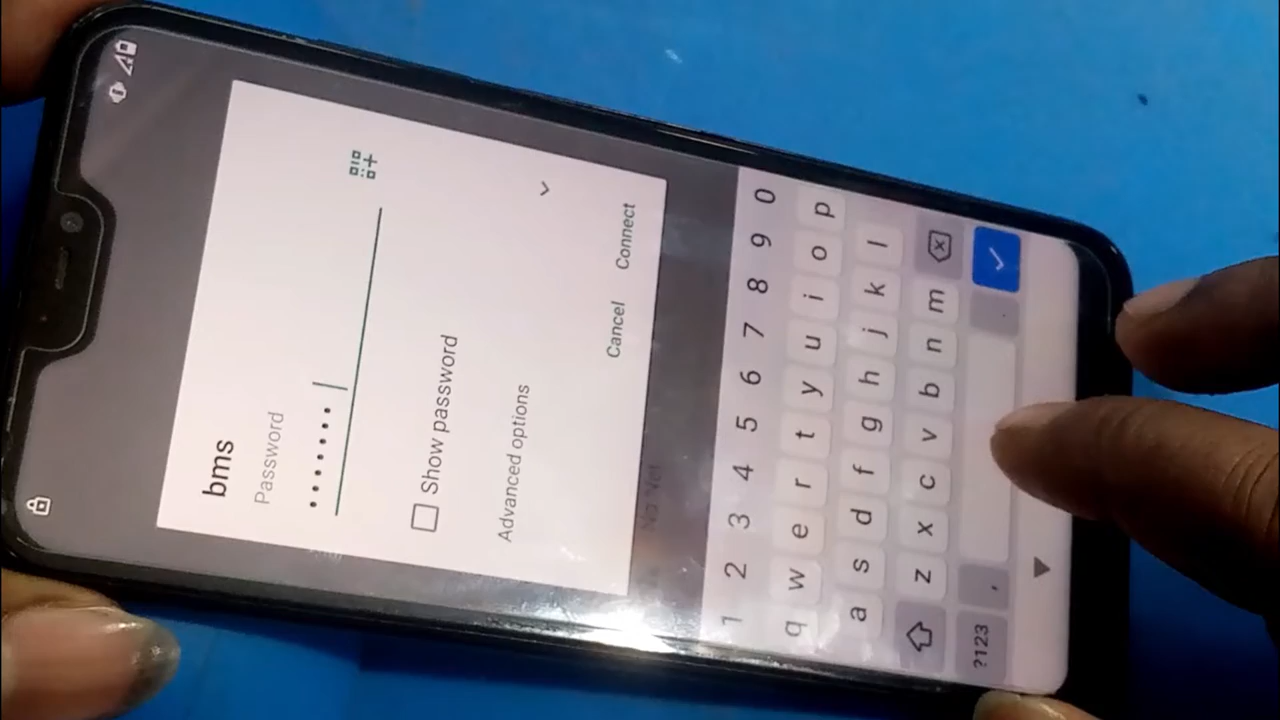 bms
Password
Show password
Advanced options
Cancel Connect
1 2 3 4 5 6 7 8 9 0
q w e r t y u i o p
a s d f g h j k l
z x c v b n m
?123 , .